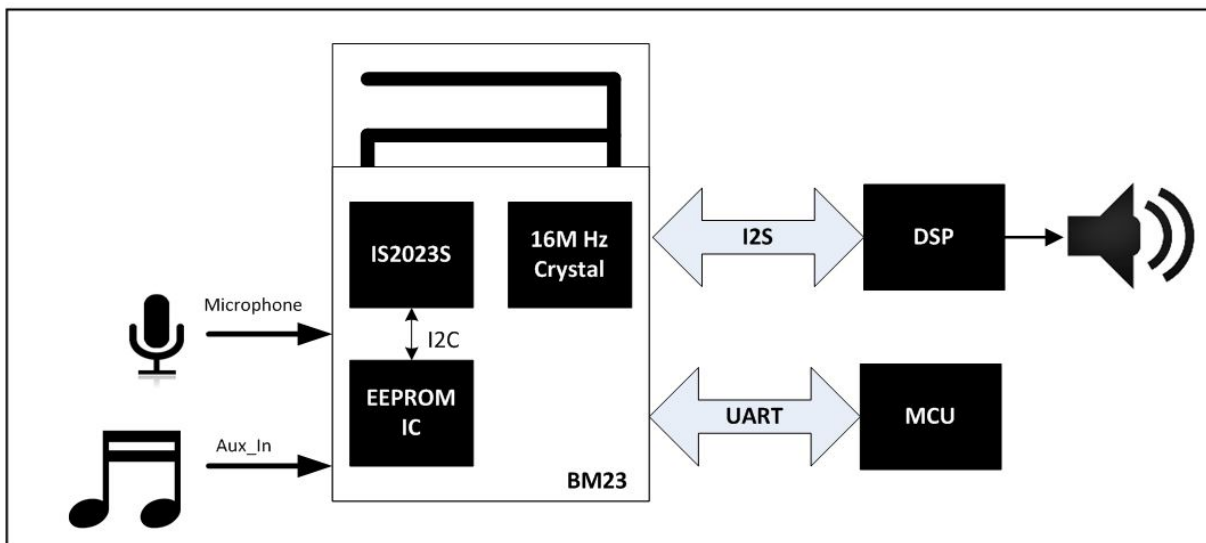 IS2023S
16M Hz
Crystal
I2S
DSP
Microphone
I2C
EEPROM
IC
UART
MCU
Aux_In
BM23